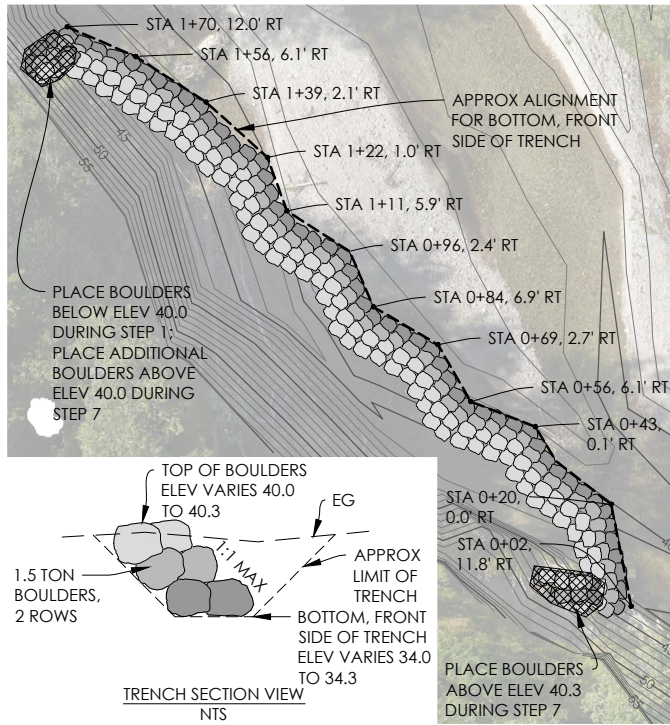 STA 1+70, 12.0' RT
STA 1+56, 6.1' RT
STA 1+39, 2.1' RT
APPROX ALIGNMENT
FOR BOTTOM, FRONT
SIDE OF TRENCH
STA 1+22, 1.0' RT
STA 1+11, 5.9' RT
STA 0+96, 2.4' RT
STA 0+84, 6.9' RT
STA 0+69, 2.7' RT
STA 0+56, 6.1' RT
STA 0+43,
0.1' RT
STA 0+20,
0.0' RT
STA 0+02,
11.8' RT
45
50
55
PLACE BOULDERS
BELOW ELEV 40.0
DURING STEP 1;
PLACE ADDITIONAL
BOULDERS ABOVE
ELEV 40.0 DURING
STEP 7
TOP OF BOULDERS
ELEV VARIES 40.0
TO 40.3
EG
1:1 MAX
1.5 TON
BOULDERS,
2 ROWS
APPROX
LIMIT OF
TRENCH
BOTTOM, FRONT
SIDE OF TRENCH
ELEV VARIES 34.0
TO 34.3
TRENCH SECTION VIEW
NTS
PLACE BOULDERS
ABOVE ELEV 40.3
DURING STEP 7